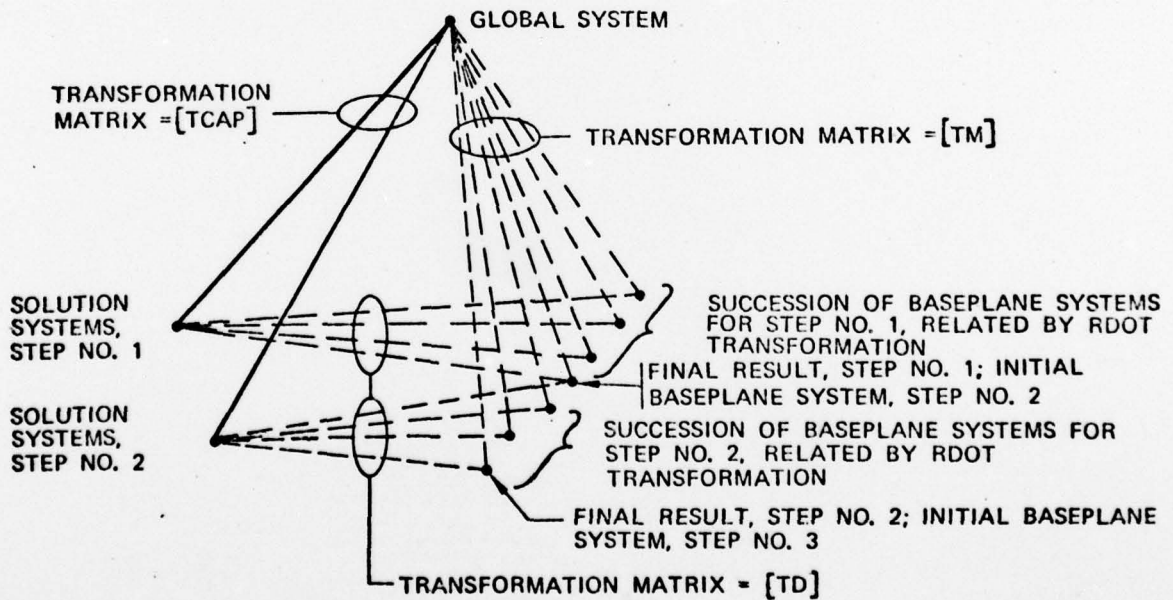 GLOBAL SYSTEM
TRANSFORMATION
MATRIX =[TCAP]
TRANSFORMATION MATRIX =[TM]
SOLUTION
SYSTEMS,
STEP NO. 1
SUCCESSION OF BASEPLANE SYSTEMS
FOR STEP NO. 1, RELATED BY RDOT
TRANSFORMATION
FINAL RESULT, STEP NO. 1; INITIAL
BASEPLANE SYSTEM, STEP NO. 2
SOLUTION
SYSTEMS,
STEP NO. 2
SUCCESSION OF BASEPLANE SYSTEMS FOR
STEP NO. 2, RELATED BY RDOT
TRANSFORMATION
FINAL RESULT, STEP NO. 2; INITIAL BASEPLANE
SYSTEM, STEP NO. 3
TRANSFORMATION MATRIX = [TD]